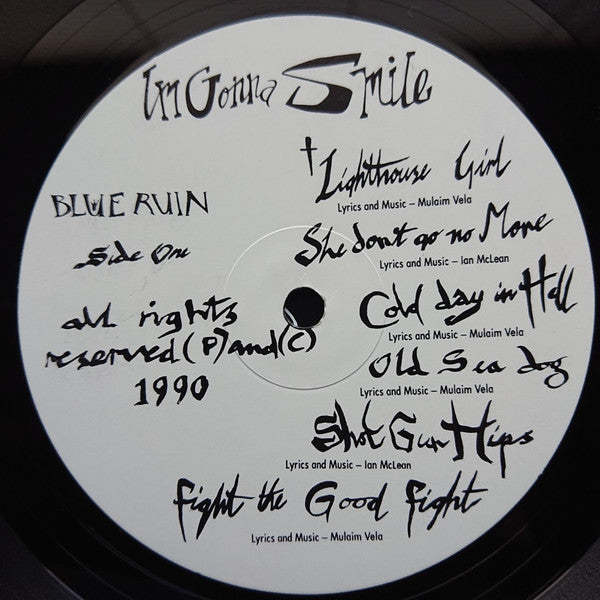 Im Gonna Smile
BLUE RUIN
Side One
all rights
reserved (P) and (C)
1990
† Lighthouse Girl
Lyrics and Music – Mulaim Vela
She dont go no More
Lyrics and Music – Ian McLean
Cold day in Hell
Lyrics and Music – Mulaim Vela
Old Sea dog
Lyrics and Music – Mulaim Vela
Shot Gun Hips
Lyrics and Music – Ian McLean
fight the Good fight
Lyrics and Music – Mulaim Vela